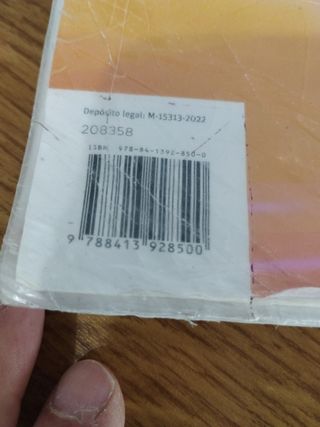 Depósito legal: M-15313-2022
208358
ISBN 978-84-1392-850-0
9 788413 928500